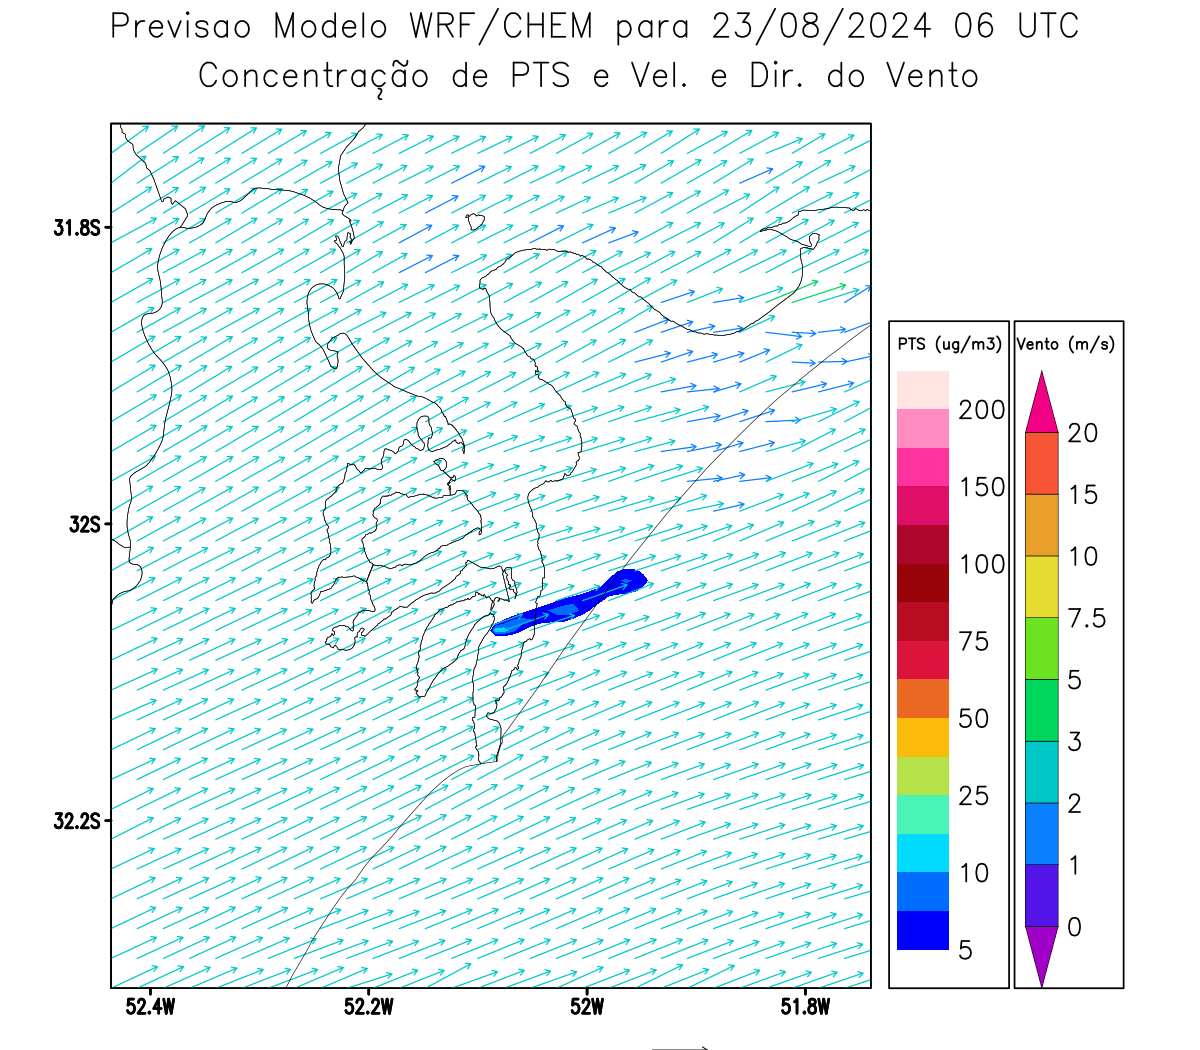 Previsao Modelo WRF/CHEM para 23/08/2024 06 UTC
Concentração de PTS e Vel. e Dir. do Vento
31.8S
32S
32.2S
52.4W
52.2W
52W
51.8W
PTS (ug/m3)
200
150
100
75
50
25
10
5
Vento (m/s)
20
15
10
7.5
5
3
2
1
0